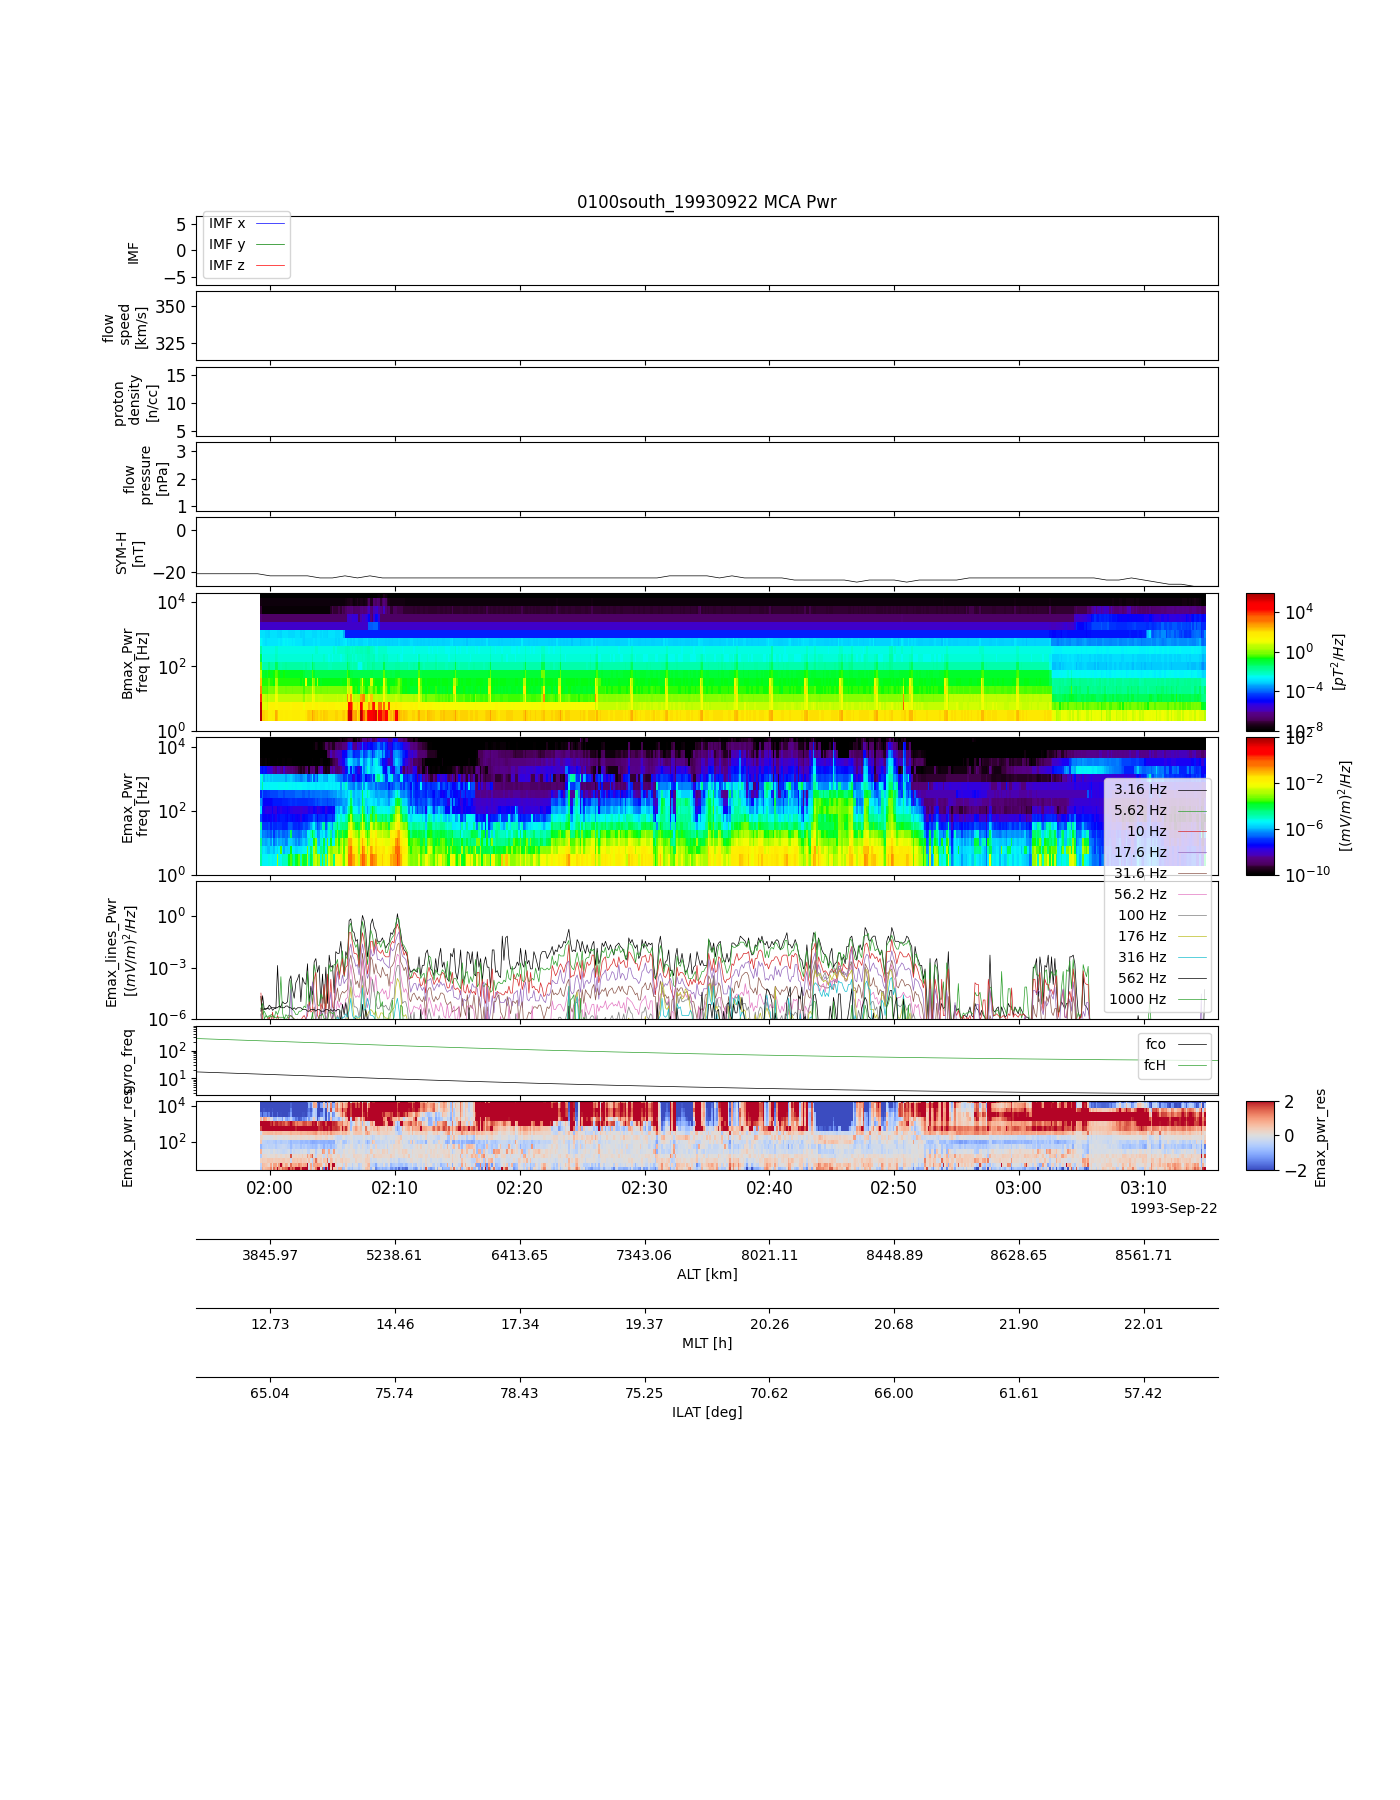 0100south_19930922 MCA Pwr
IMF
5
0
−5
IMF x
IMF y
IMF z
flow
speed
[km/s]
350
325
proton
density
[n/cc]
15
10
5
flow
pressure
[nPa]
3
2
1
SYM-H
[nT]
0
−20
Bmax_Pwr
freq [Hz]
10^4
10^2
10^0
10^4
10^0
10^−4
10^−8
[pT^2/Hz]
Emax_Pwr
freq [Hz]
10^4
10^2
10^0
10^2
10^−2
10^−6
10^−10
[(mV/m)^2/Hz]
3.16 Hz
5.62 Hz
10 Hz
17.6 Hz
31.6 Hz
56.2 Hz
100 Hz
176 Hz
316 Hz
562 Hz
1000 Hz
Emax_lines_Pwr
[(mV/m)^2/Hz]
10^0
10^−3
10^−6
gyro_freq
10^2
10^1
fco
fcH
Emax_pwr_res
10^4
10^2
2
0
−2
Emax_pwr_res
02:00 02:10 02:20 02:30 02:40 02:50 03:00 03:10
1993-Sep-22
3845.97 5238.61 6413.65 7343.06 8021.11 8448.89 8628.65 8561.71
ALT [km]
12.73 14.46 17.34 19.37 20.26 20.68 21.90 22.01
MLT [h]
65.04 75.74 78.43 75.25 70.62 66.00 61.61 57.42
ILAT [deg]